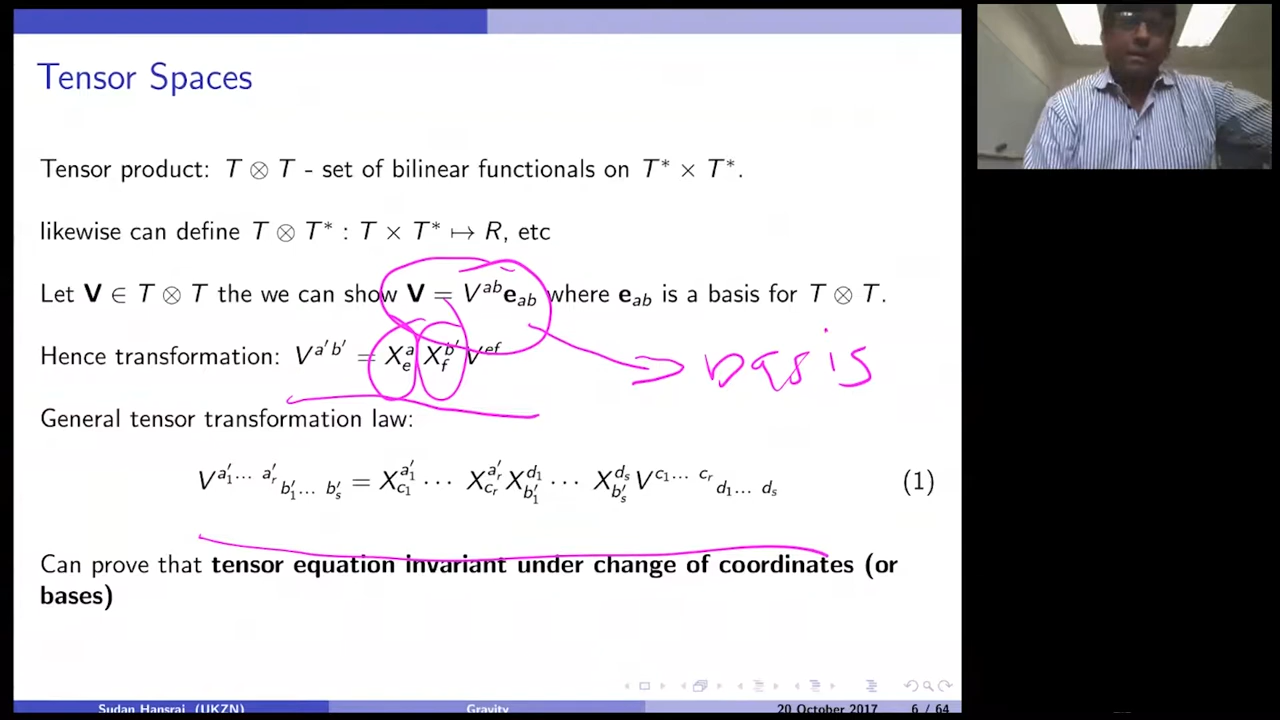 Tensor Spaces
Tensor product: T ⊗ T - set of bilinear functionals on T* × T*.
likewise can define T ⊗ T* : T × T* ↦ R, etc
Let V ∈ T ⊗ T the we can show V = V^{ab}e_{ab} where e_{ab} is a basis for T ⊗ T.
Hence transformation: V^{a'b'} = X^{a}_{e} X^{b'}_{f} V^{ef}
basis
General tensor transformation law:
V^{a'_1... a'_r}_{b'_1... b'_s} = X^{a'_1}_{c_1} ··· X^{a'_r}_{c_r} X^{d_1}_{b'_1} ··· X^{d_s}_{b'_s} V^{c_1... c_r}_{d_1... d_s} (1)
Can prove that tensor equation invariant under change of coordinates (or
bases)
Sudan Hansraj (UKZN) Gravity 20 October 2017 6 / 64